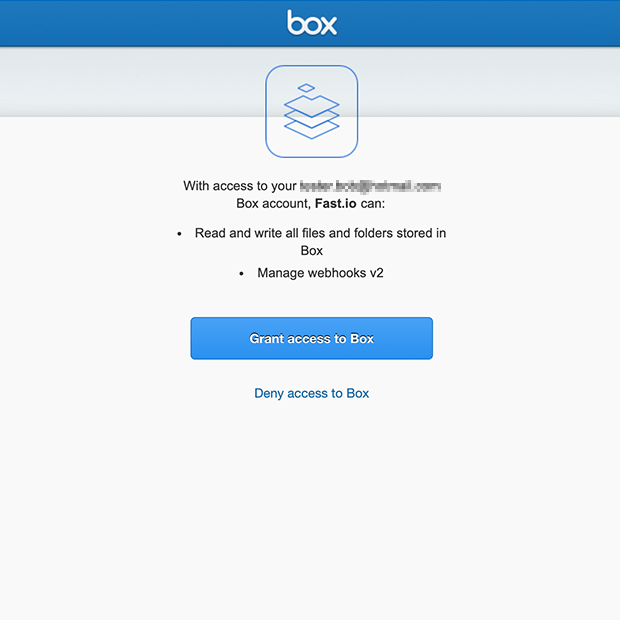 box
With access to your
Box account, Fast.io can:
• Read and write all files and folders stored in
Box
• Manage webhooks v2
Grant access to Box
Deny access to Box